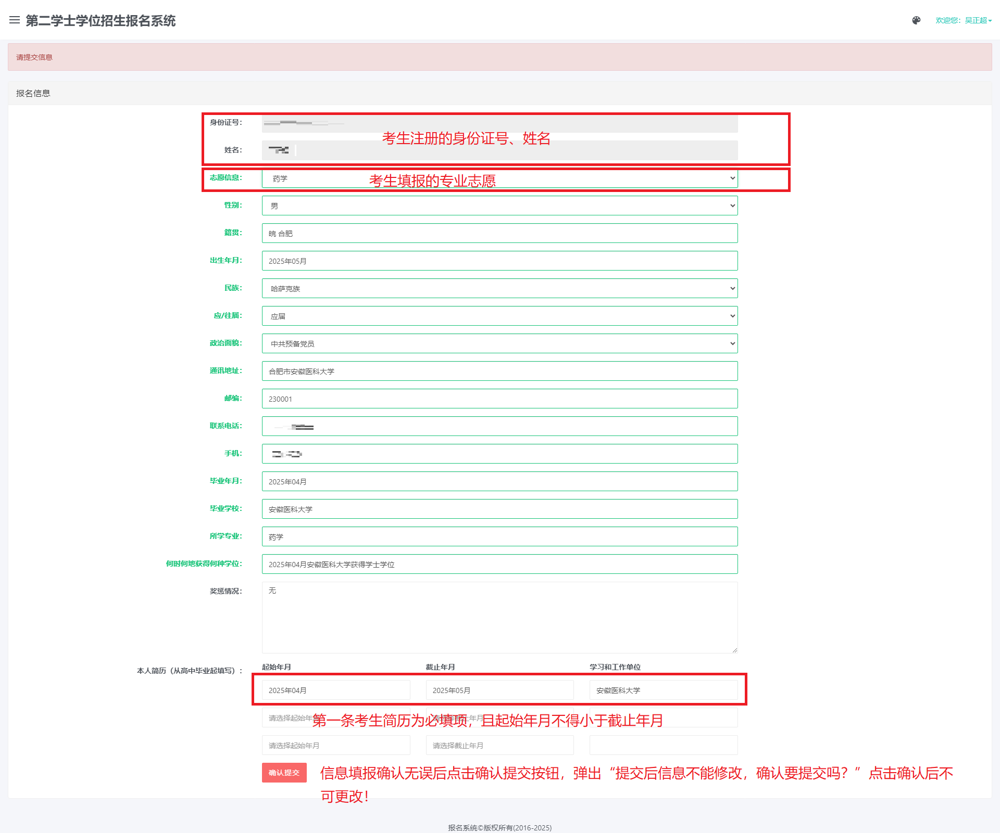 第二学士学位招生报名系统
欢迎您：吴正超
请提交信息
报名信息
身份证号：
考生注册的身份证号、姓名
姓名：
志愿信息：
药学
考生填报的专业志愿
性别：
男
籍贯：
皖 合肥
出生年月：
2025年05月
民族：
哈萨克族
应/往届：
应届
政治面貌：
中共预备党员
通讯地址：
合肥市安徽医科大学
邮编：
230001
联系电话：
手机：
毕业年月：
2025年04月
毕业学校：
安徽医科大学
所学专业：
药学
何时何地获得何种学位：
2025年04月安徽医科大学获得学士学位
奖惩情况：
无
本人简历（从高中毕业起填写）：
起始年月 截止年月 学习和工作单位
2025年04月 2025年05月 安徽医科大学
请选择起始年月 请选择截止年月
第一条考生简历为必填项，且起始年月不得小于截止年月
请选择起始年月 请选择截止年月
确认提交
信息填报确认无误后点击确认提交按钮，弹出“提交后信息不能修改，确认要提交吗？”点击确认后不
可更改！
报名系统©版权所有(2016-2025)